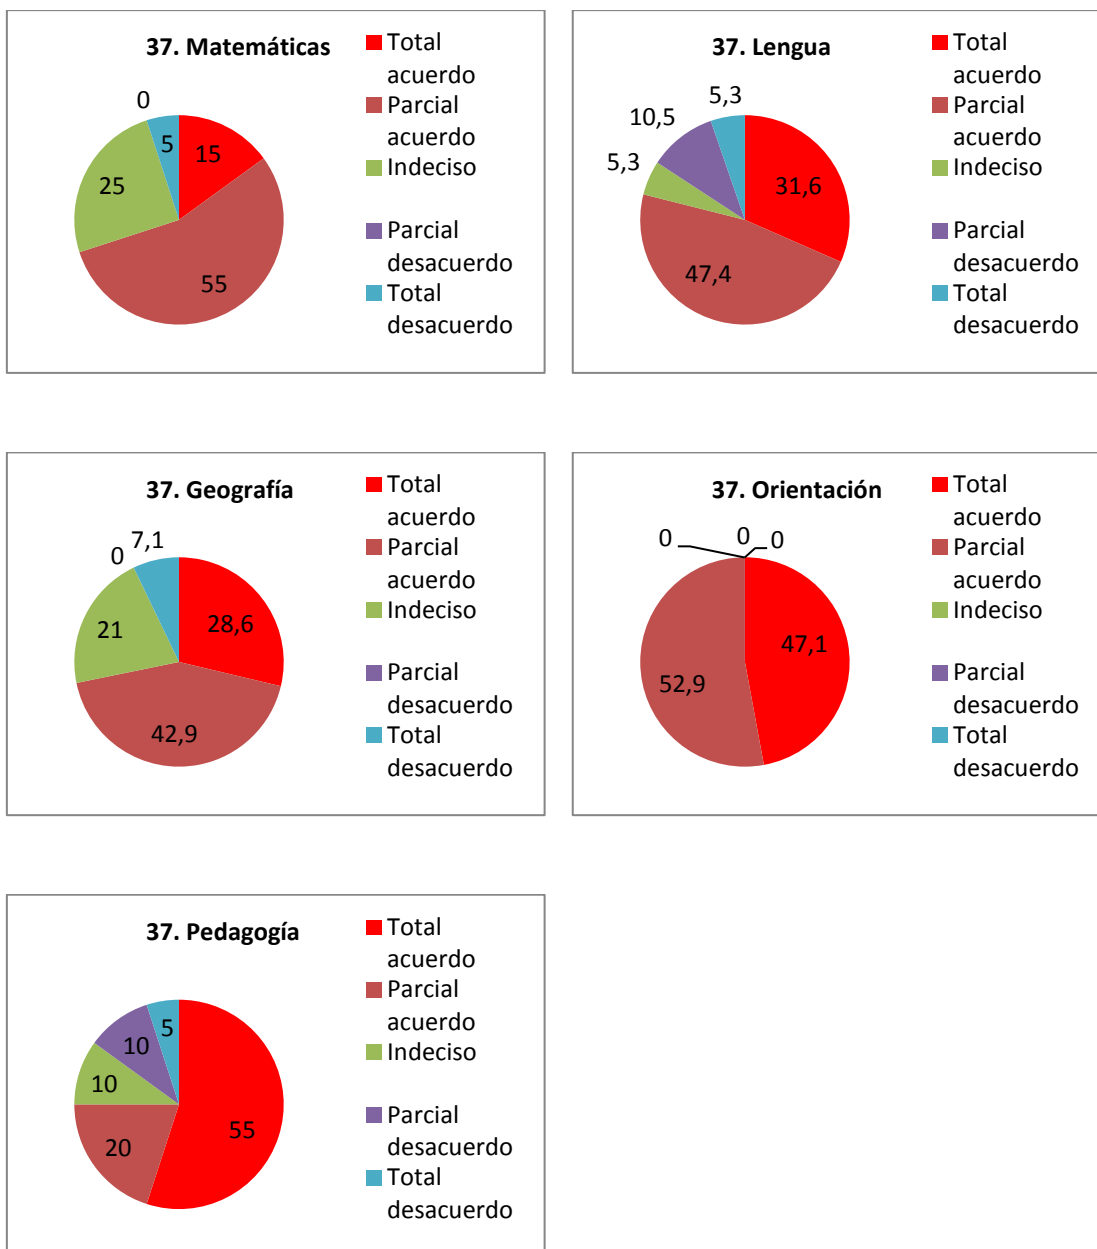 37. Matemáticas
0
5
15
25
55
Total
acuerdo
Parcial
acuerdo
Indeciso
Parcial
desacuerdo
Total
desacuerdo
37. Lengua
5,3
10,5
5,3
31,6
47,4
Total
acuerdo
Parcial
acuerdo
Indeciso
Parcial
desacuerdo
Total
desacuerdo
37. Geografía
7,1
0
28,6
21
42,9
Total
acuerdo
Parcial
acuerdo
Indeciso
Parcial
desacuerdo
Total
desacuerdo
37. Orientación
0
0
0
47,1
52,9
Total
acuerdo
Parcial
acuerdo
Indeciso
Parcial
desacuerdo
Total
desacuerdo
37. Pedagogía
5
10
10
55
20
Total
acuerdo
Parcial
acuerdo
Indeciso
Parcial
desacuerdo
Total
desacuerdo